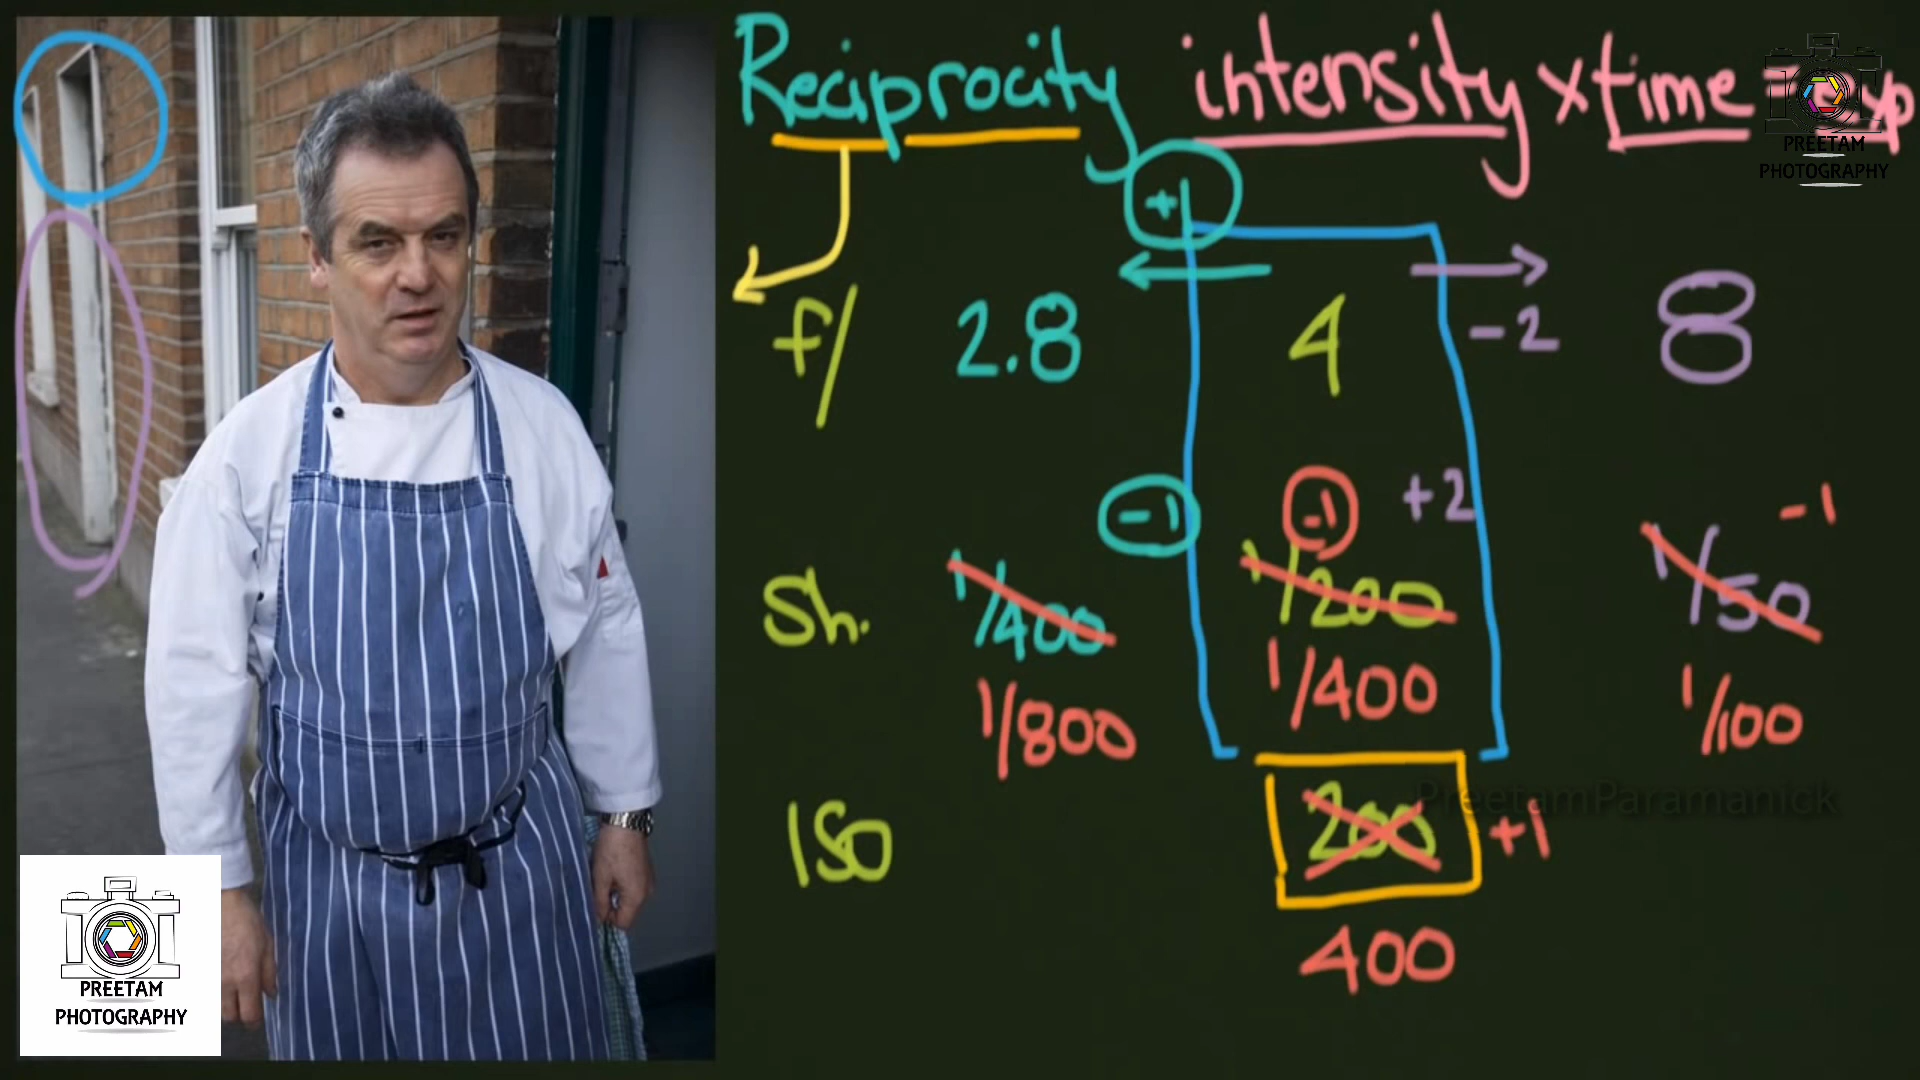 Reciprocity intensity x time = Exp
+
f/ 2.8 4 -2 8
-1 -1 +2 -1
Sh. 1/400 1/200 1/50
1/800 1/400 1/100
ISO 200 +1
400
PREETAM
PHOTOGRAPHY
PreetamParamanick
PREETAM
PHOTOGRAPHY